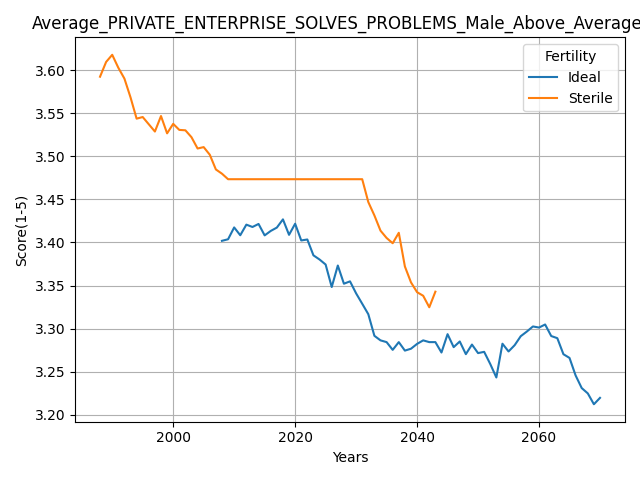 Average_PRIVATE_ENTERPRISE_SOLVES_PROBLEMS_Male_Above_Average
Fertility
Ideal
Sterile
Score(1-5)
3.60
3.55
3.50
3.45
3.40
3.35
3.30
3.25
3.20
2000
2020
2040
2060
Years